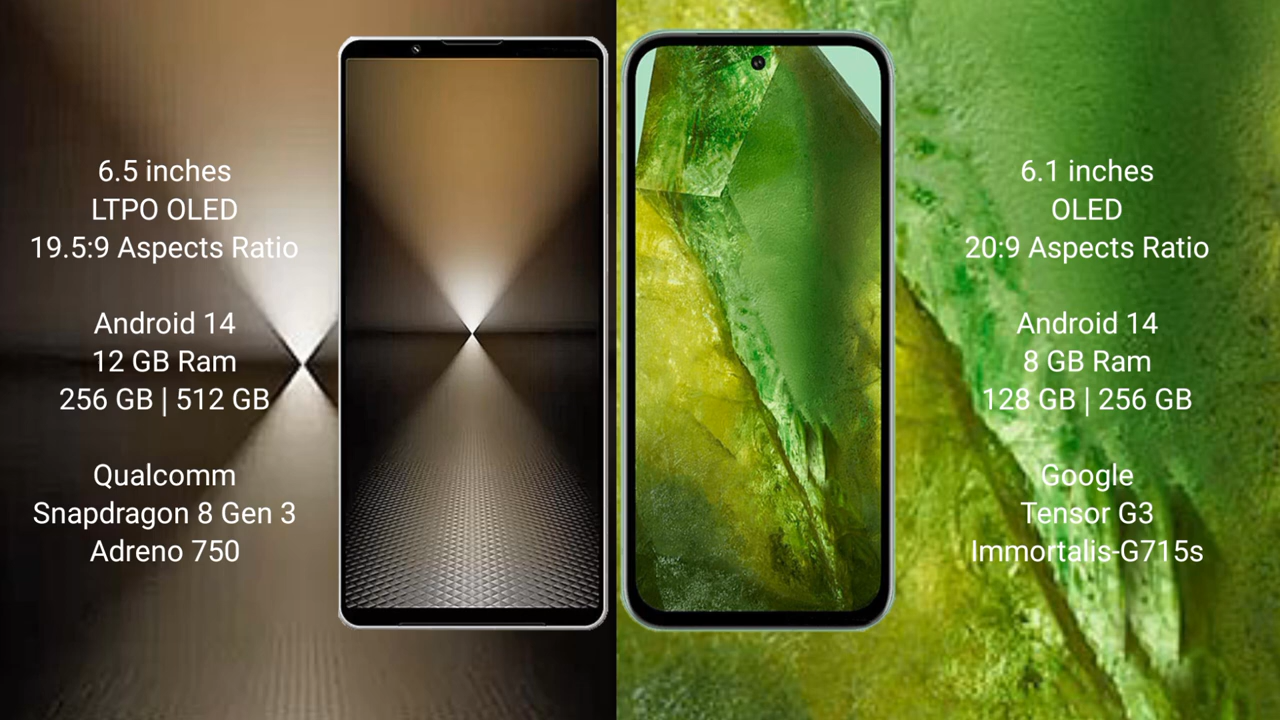 6.5 inches
LTPO OLED
19.5:9 Aspects Ratio
Android 14
12 GB Ram
256 GB | 512 GB
Qualcomm
Snapdragon 8 Gen 3
Adreno 750
6.1 inches
OLED
20:9 Aspects Ratio
Android 14
8 GB Ram
128 GB | 256 GB
Google
Tensor G3
Immortalis-G715s